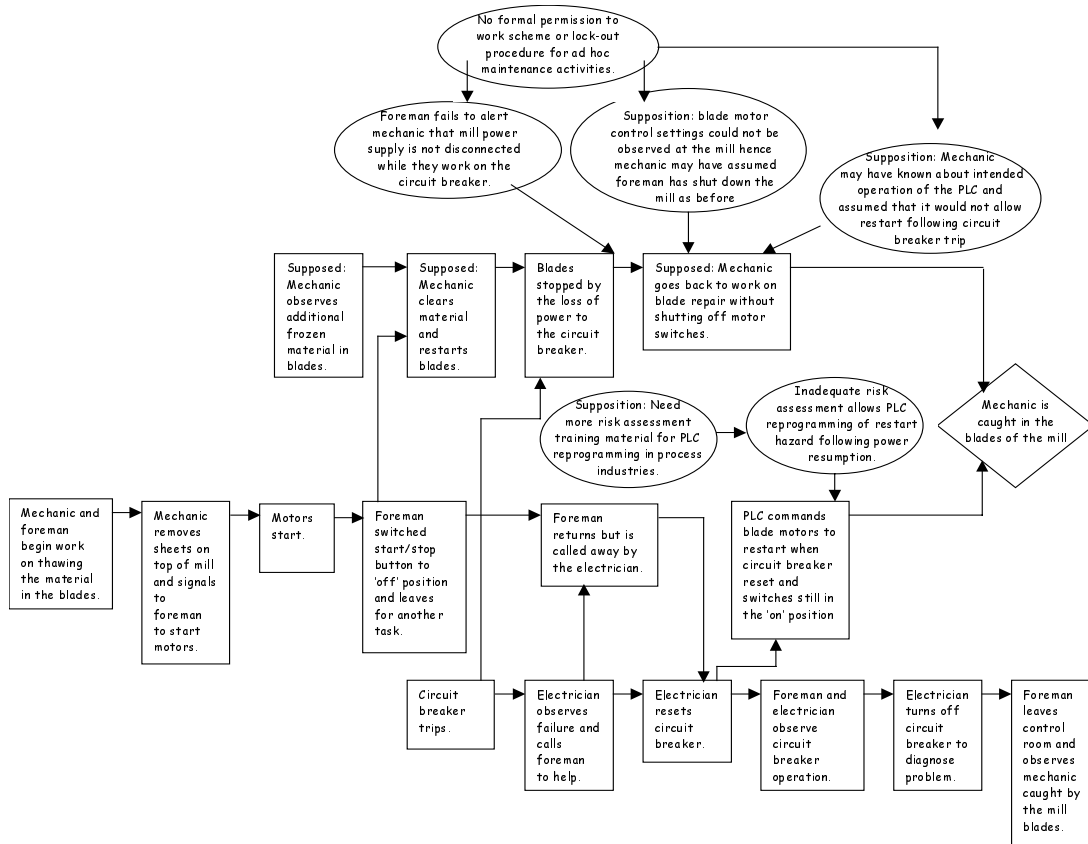 No formal permission to
work scheme or lock-out
procedure for ad hoc
maintenance activities.
Foreman fails to alert
mechanic that mill power
supply is not disconnected
while they work on the
circuit breaker.
Supposition: blade motor
control settings could not be
observed at the mill hence
mechanic may have assumed
foreman has shut down the
mill as before
Supposition: Mechanic
may have known about intended
operation of the PLC and
assumed that it would not allow
restart following circuit
breaker trip
Supposed:
Mechanic
observes
additional
frozen
material in
blades.
Supposed:
Mechanic
clears
material
and
restarts
blades.
Blades
stopped by
the loss of
power to
the circuit
breaker.
Supposed: Mechanic
goes back to work on
blade repair without
shutting off motor
switches.
Supposition: Need
more risk assessment
training material for PLC
reprogramming in process
industries.
Inadequate risk
assessment allows PLC
reprogramming of restart
hazard following power
resumption.
Mechanic is
caught in the
blades of the mill
Mechanic and
foreman
begin work
on thawing
the material
in the blades.
Mechanic
removes
sheets on
top of mill
and signals
to
foreman
to start
motors.
Motors
start.
Foreman
switched
start/stop
button to
'off' position
and leaves
for another
task.
Foreman
returns but is
called away by
the electrician.
PLC commands
blade motors to
restart when
circuit breaker
reset and
switches still in
the 'on' position
Circuit
breaker
trips.
Electrician
observes
failure and
calls
foreman
to help.
Electrician
resets
circuit
breaker.
Foreman and
electrician
observe
circuit
breaker
operation.
Electrician
turns off
circuit
breaker to
diagnose
problem.
Foreman
leaves
control
room and
observes
mechanic
caught by
the mill
blades.